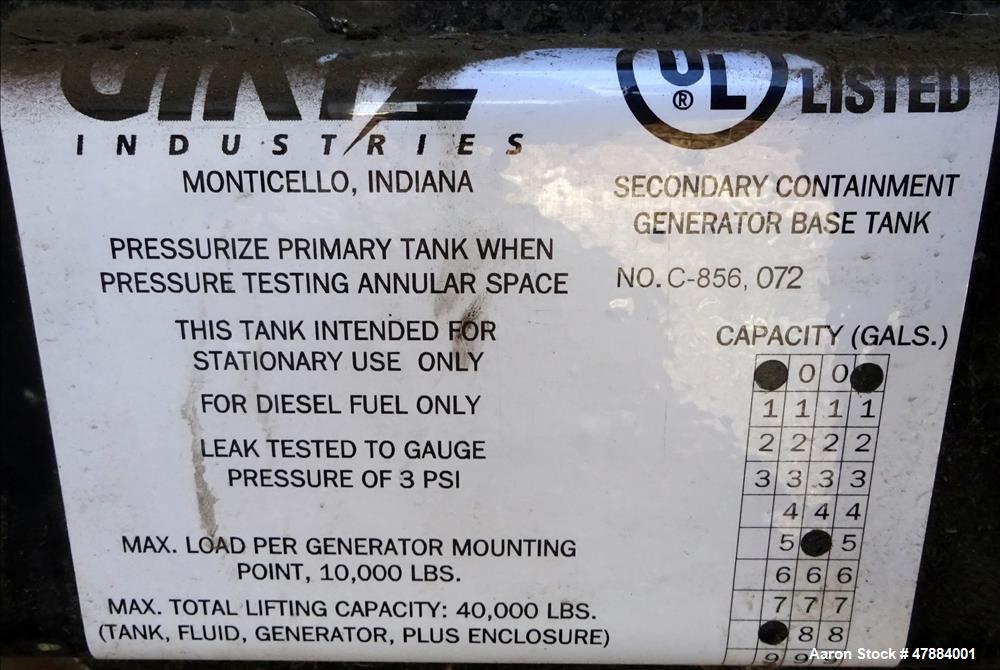 INDUSTRIES
MONTICELLO, INDIANA
PRESSURIZE PRIMARY TANK WHEN
PRESSURE TESTING ANNULAR SPACE
THIS TANK INTENDED FOR
STATIONARY USE ONLY
FOR DIESEL FUEL ONLY
LEAK TESTED TO GAUGE
PRESSURE OF 3 PSI
MAX. LOAD PER GENERATOR MOUNTING
POINT, 10,000 LBS.
MAX. TOTAL LIFTING CAPACITY: 40,000 LBS.
(TANK, FLUID, GENERATOR, PLUS ENCLOSURE)
UL ® LISTED
SECONDARY CONTAINMENT
GENERATOR BASE TANK
NO. C-856, 072
CAPACITY (GALS.)
0 0
1 1 1 1
2 2 2 2
3 3 3 3
4 4 4
5 5
6 6 6
7 7 7
8 8
9 9 9
Aaron Stock # 47884001